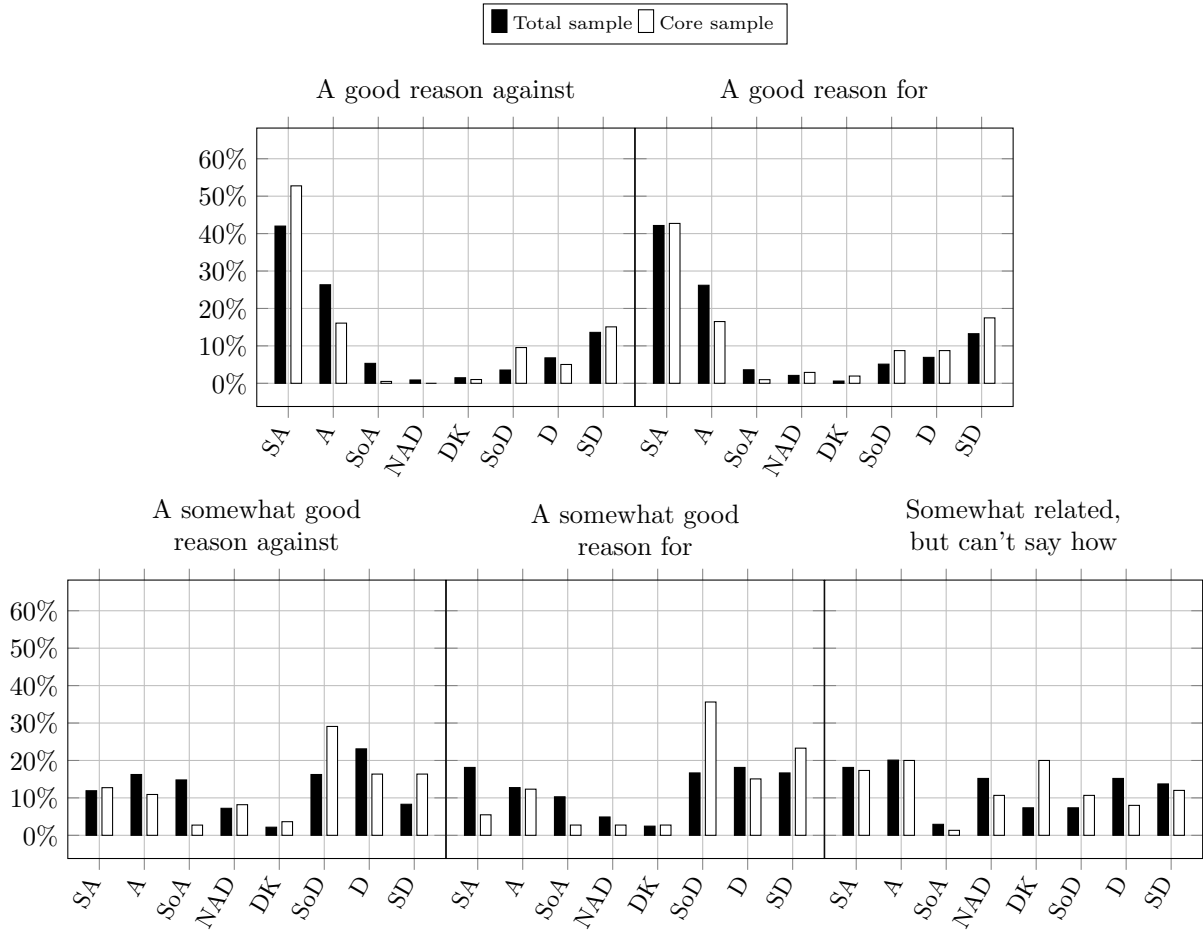 Total sample Core sample
A good reason against A good reason for
60%
50%
40%
30%
20%
10%
0%
SA A SoA NAD DK SoD D SD SA A SoA NAD DK SoD D SD
A somewhat good
reason against
A somewhat good
reason for
Somewhat related,
but can't say how
60%
50%
40%
30%
20%
10%
0%
SA A SoA NAD DK SoD D SD SA A SoA NAD DK SoD D SD SA A SoA NAD DK SoD D SD